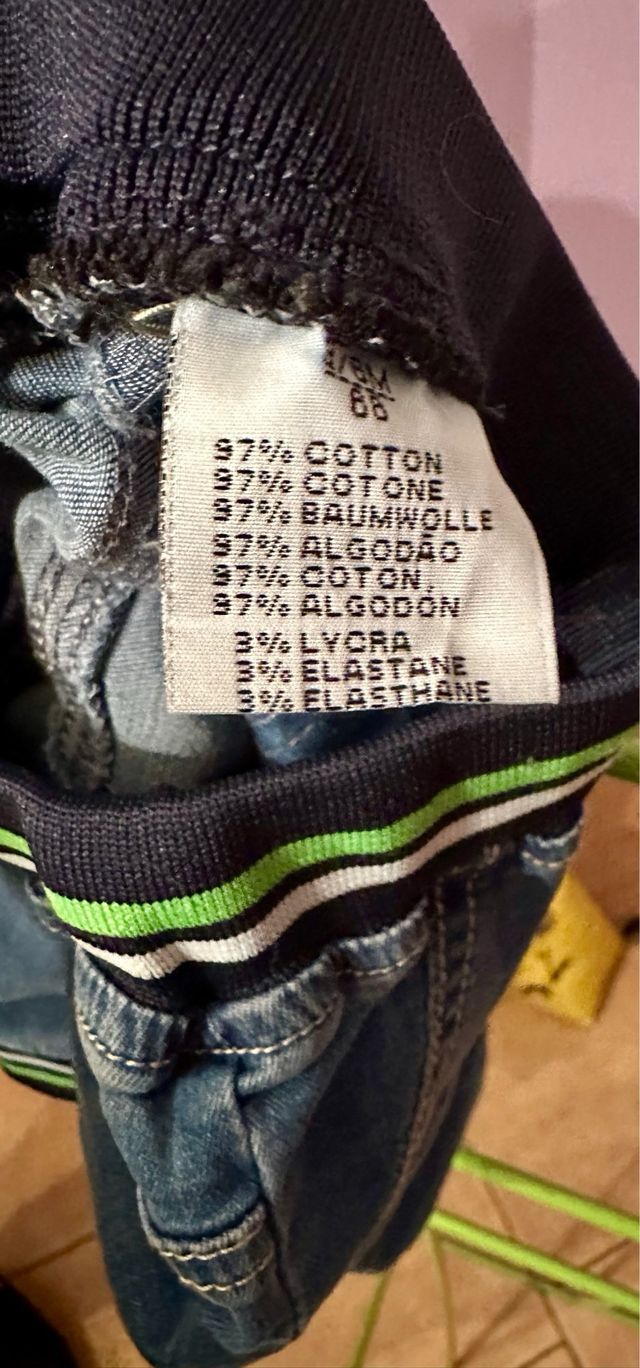 68
97% COTTON
97% COTONE
97% BAUMWOLLE
97% ALGODÃO
97% COTON
97% ALGODÓN
3% LYCRA
3% ELASTANE
3% ELASTHANE